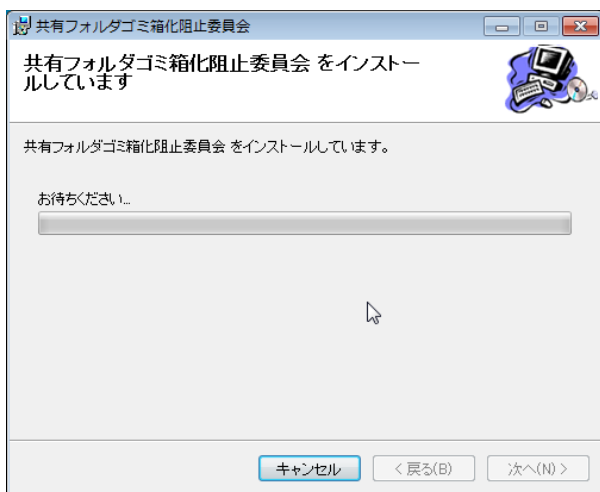 共有フォルダゴミ箱化阻止委員会
共有フォルダゴミ箱化阻止委員会 をインストー
ルしています
共有フォルダゴミ箱化阻止委員会 をインストールしています。
お待ちください...
キャンセル
< 戻る(B)
次へ(N) >